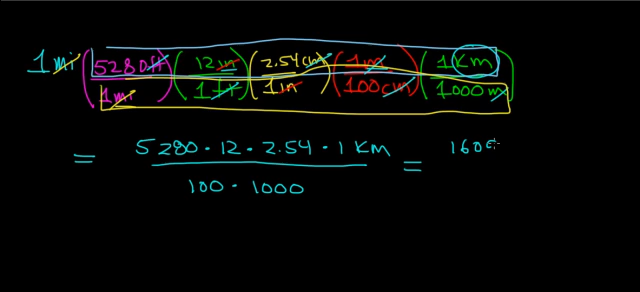 1 mi (5280 ft / 1 mi) (12 in / 1 ft) (2.54 cm / 1 in) (1 m / 100 cm) (1 Km / 1000 m)
= 5280 · 12 · 2.54 · 1 KM / 100 · 1000 = 1609